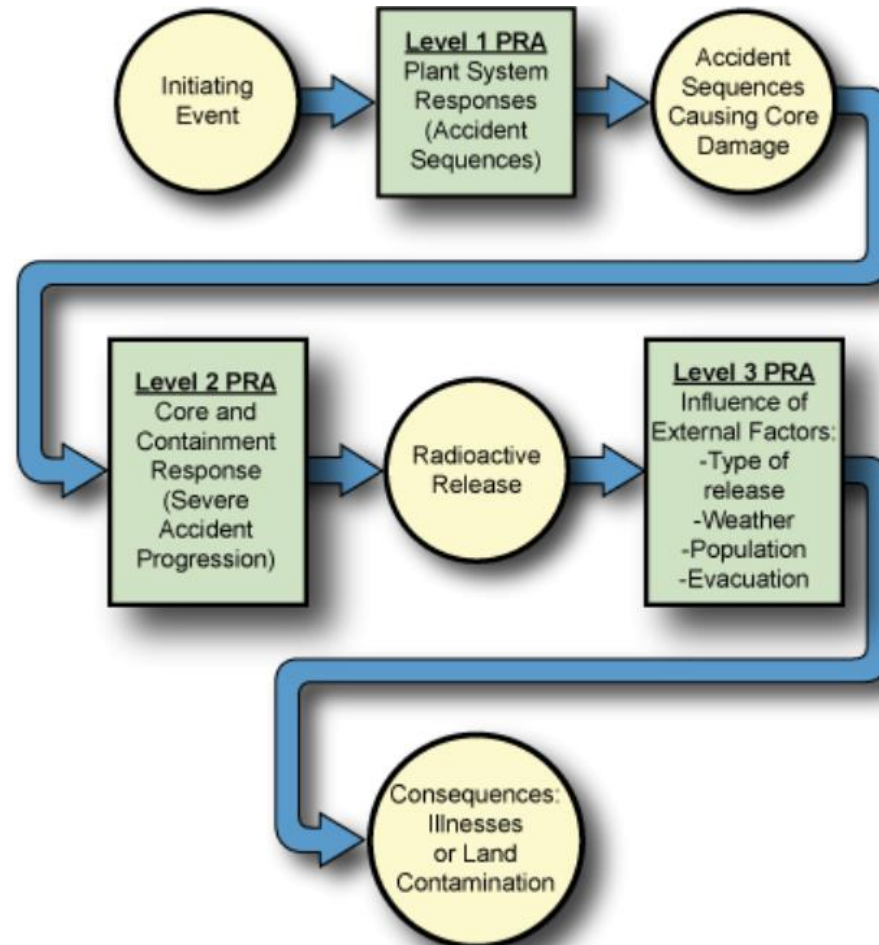 Initiating
Event
Level 1 PRA
Plant System
Responses
(Accident
Sequences)
Accident
Sequences
Causing Core
Damage
Level 2 PRA
Core and
Containment
Response
(Severe
Accident
Progression)
Radioactive
Release
Level 3 PRA
Influence of
External Factors:
-Type of
release
-Weather
-Population
-Evacuation
Consequences:
Illnesses
or Land
Contamination